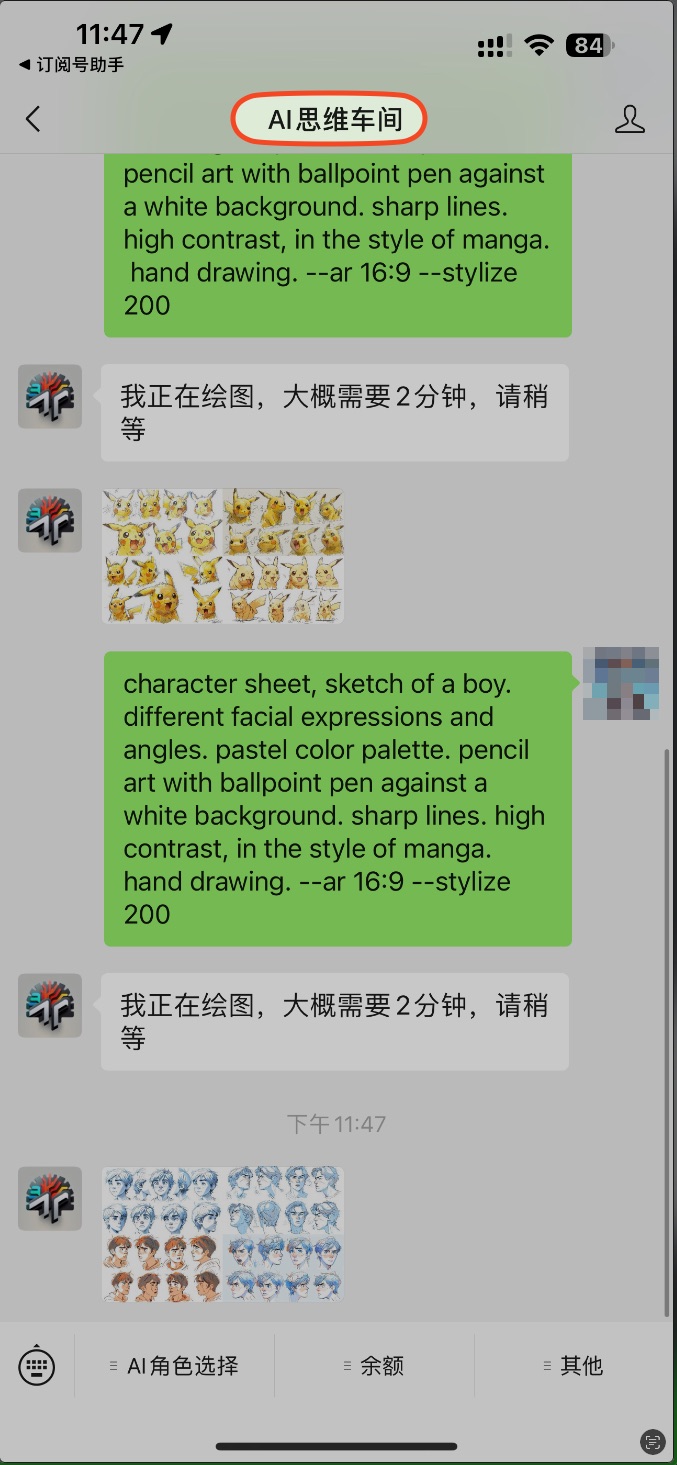 11:47
84
◀ 订阅号助手
AI思维车间
pencil art with ballpoint pen against
a white background. sharp lines.
high contrast, in the style of manga.
hand drawing. --ar 16:9 --stylize
200
我正在绘图，大概需要2分钟，请稍
等
character sheet, sketch of a boy.
different facial expressions and
angles. pastel color palette. pencil
art with ballpoint pen against a
white background. sharp lines. high
contrast, in the style of manga.
hand drawing. --ar 16:9 --stylize
200
我正在绘图，大概需要2分钟，请稍
等
下午11:47
AI角色选择
余额
其他